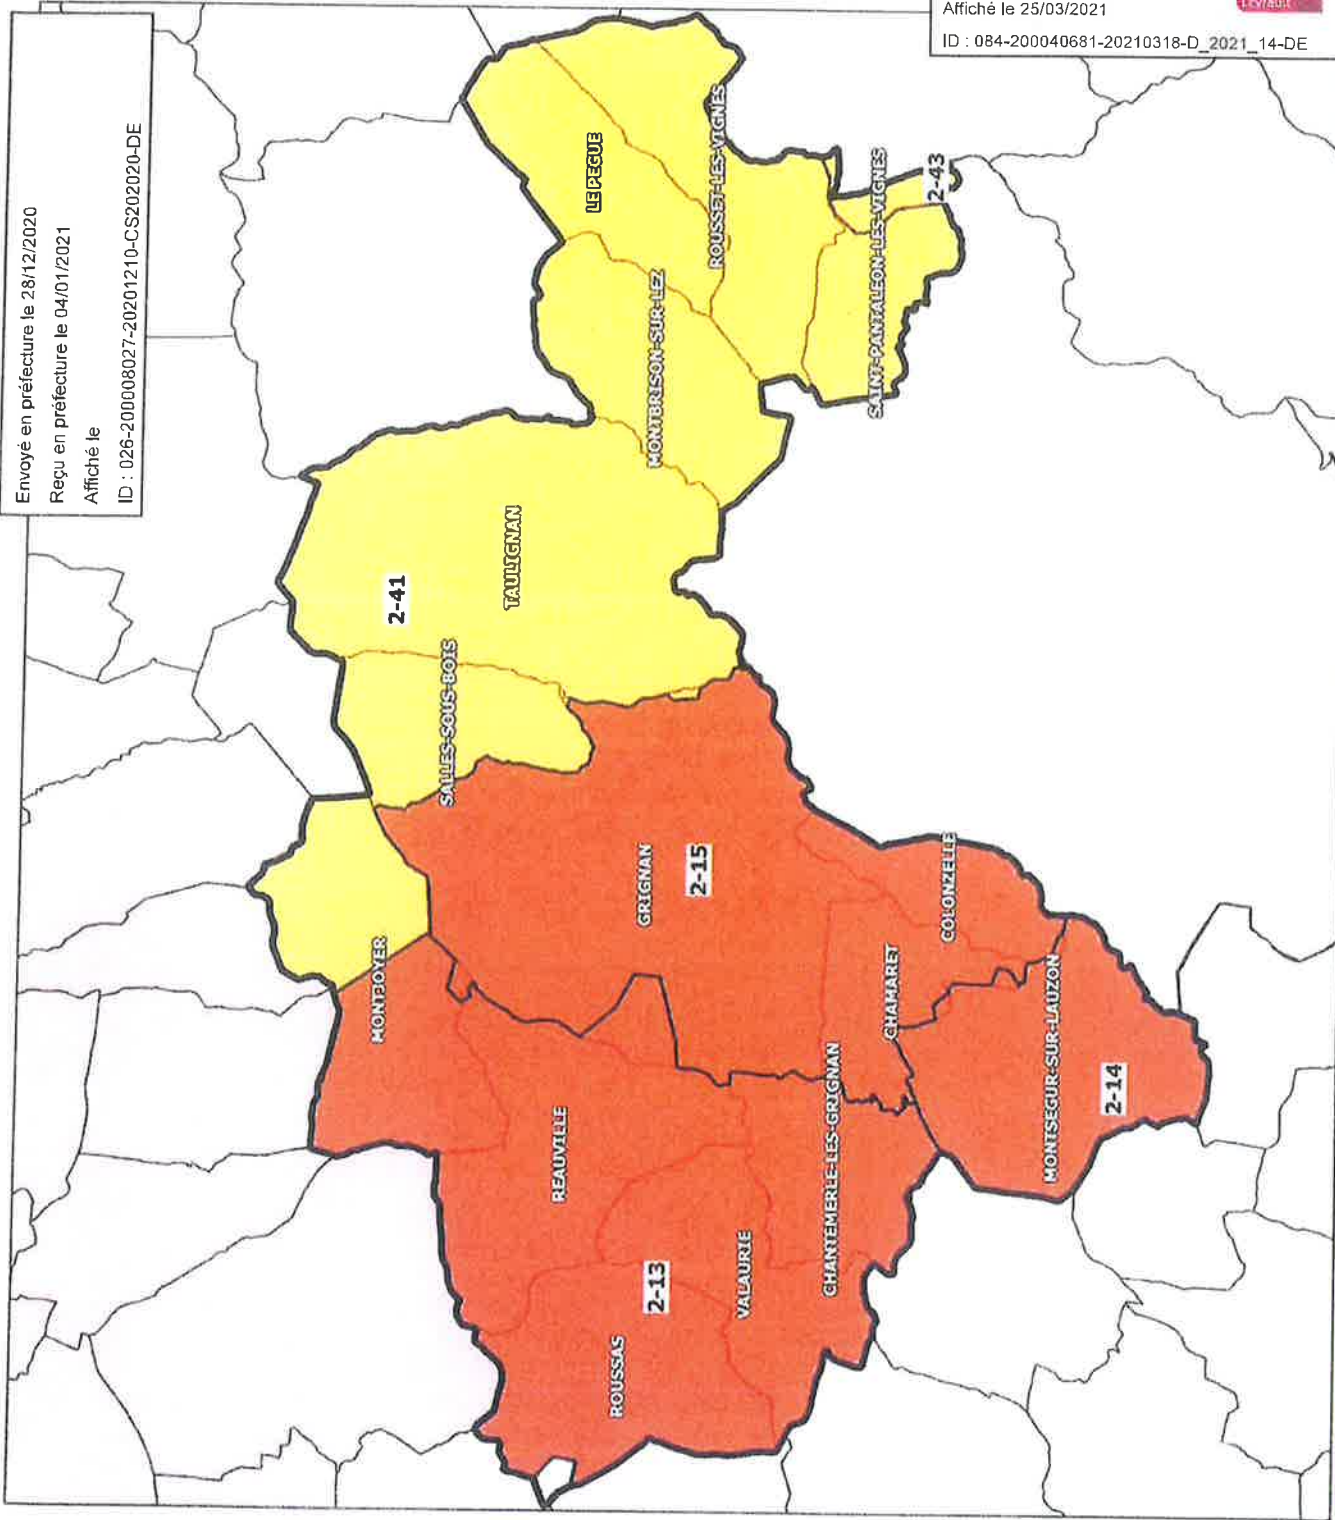 Affiché le 25/03/2021
ID : 084-200040681-20210318-D_2021_14-DE
Envoyé en préfecture le 28/12/2020
Reçu en préfecture le 04/01/2021
Affiché le
ID : 026-200008027-20201210-CS202020-DE
LE PEGUE
ROUSSET-LES-VIGNES
2-43
SAINT-PANTALEON-LES-VIGNES
MONTBRISON-SUR-LEZ
TAULIGNAN
2-41
SALLES-SOUS-BOIS
GRIGNAN
2-15
COLONZELLE
MONTJOYER
CHAMARET
MONTSEGUR-SUR-LAUZON
2-14
REAUVILLE
CHANTEMERLE-LES-GRIGNAN
VALAURIE
2-13
ROUSSAS